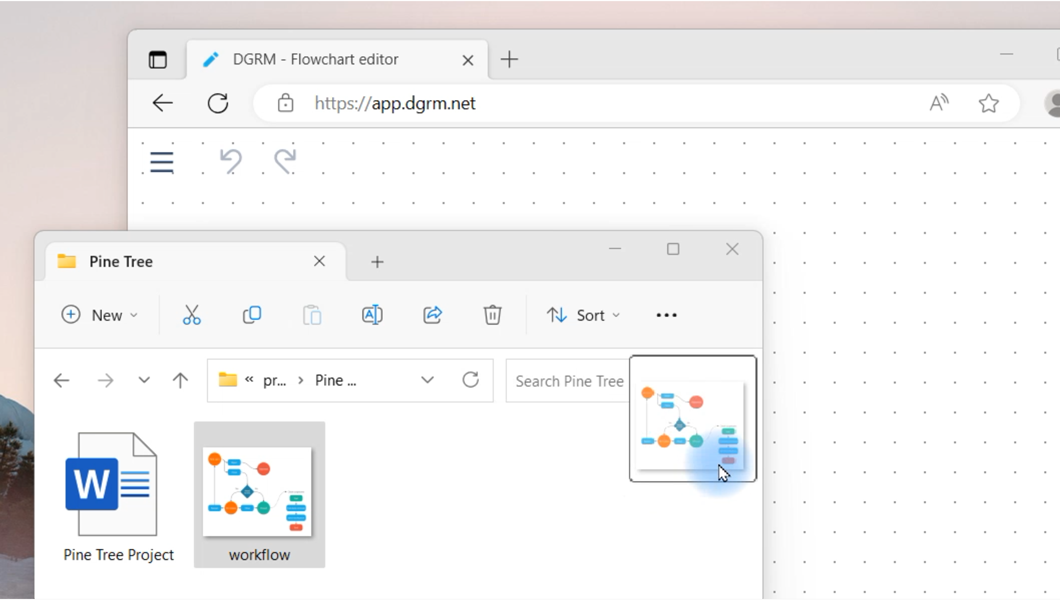 DGRM - Flowchart editor
https://app.dgrm.net
Pine Tree
New
Sort
« pr... › Pine ...
Search Pine Tree
W
Pine Tree Project
workflow